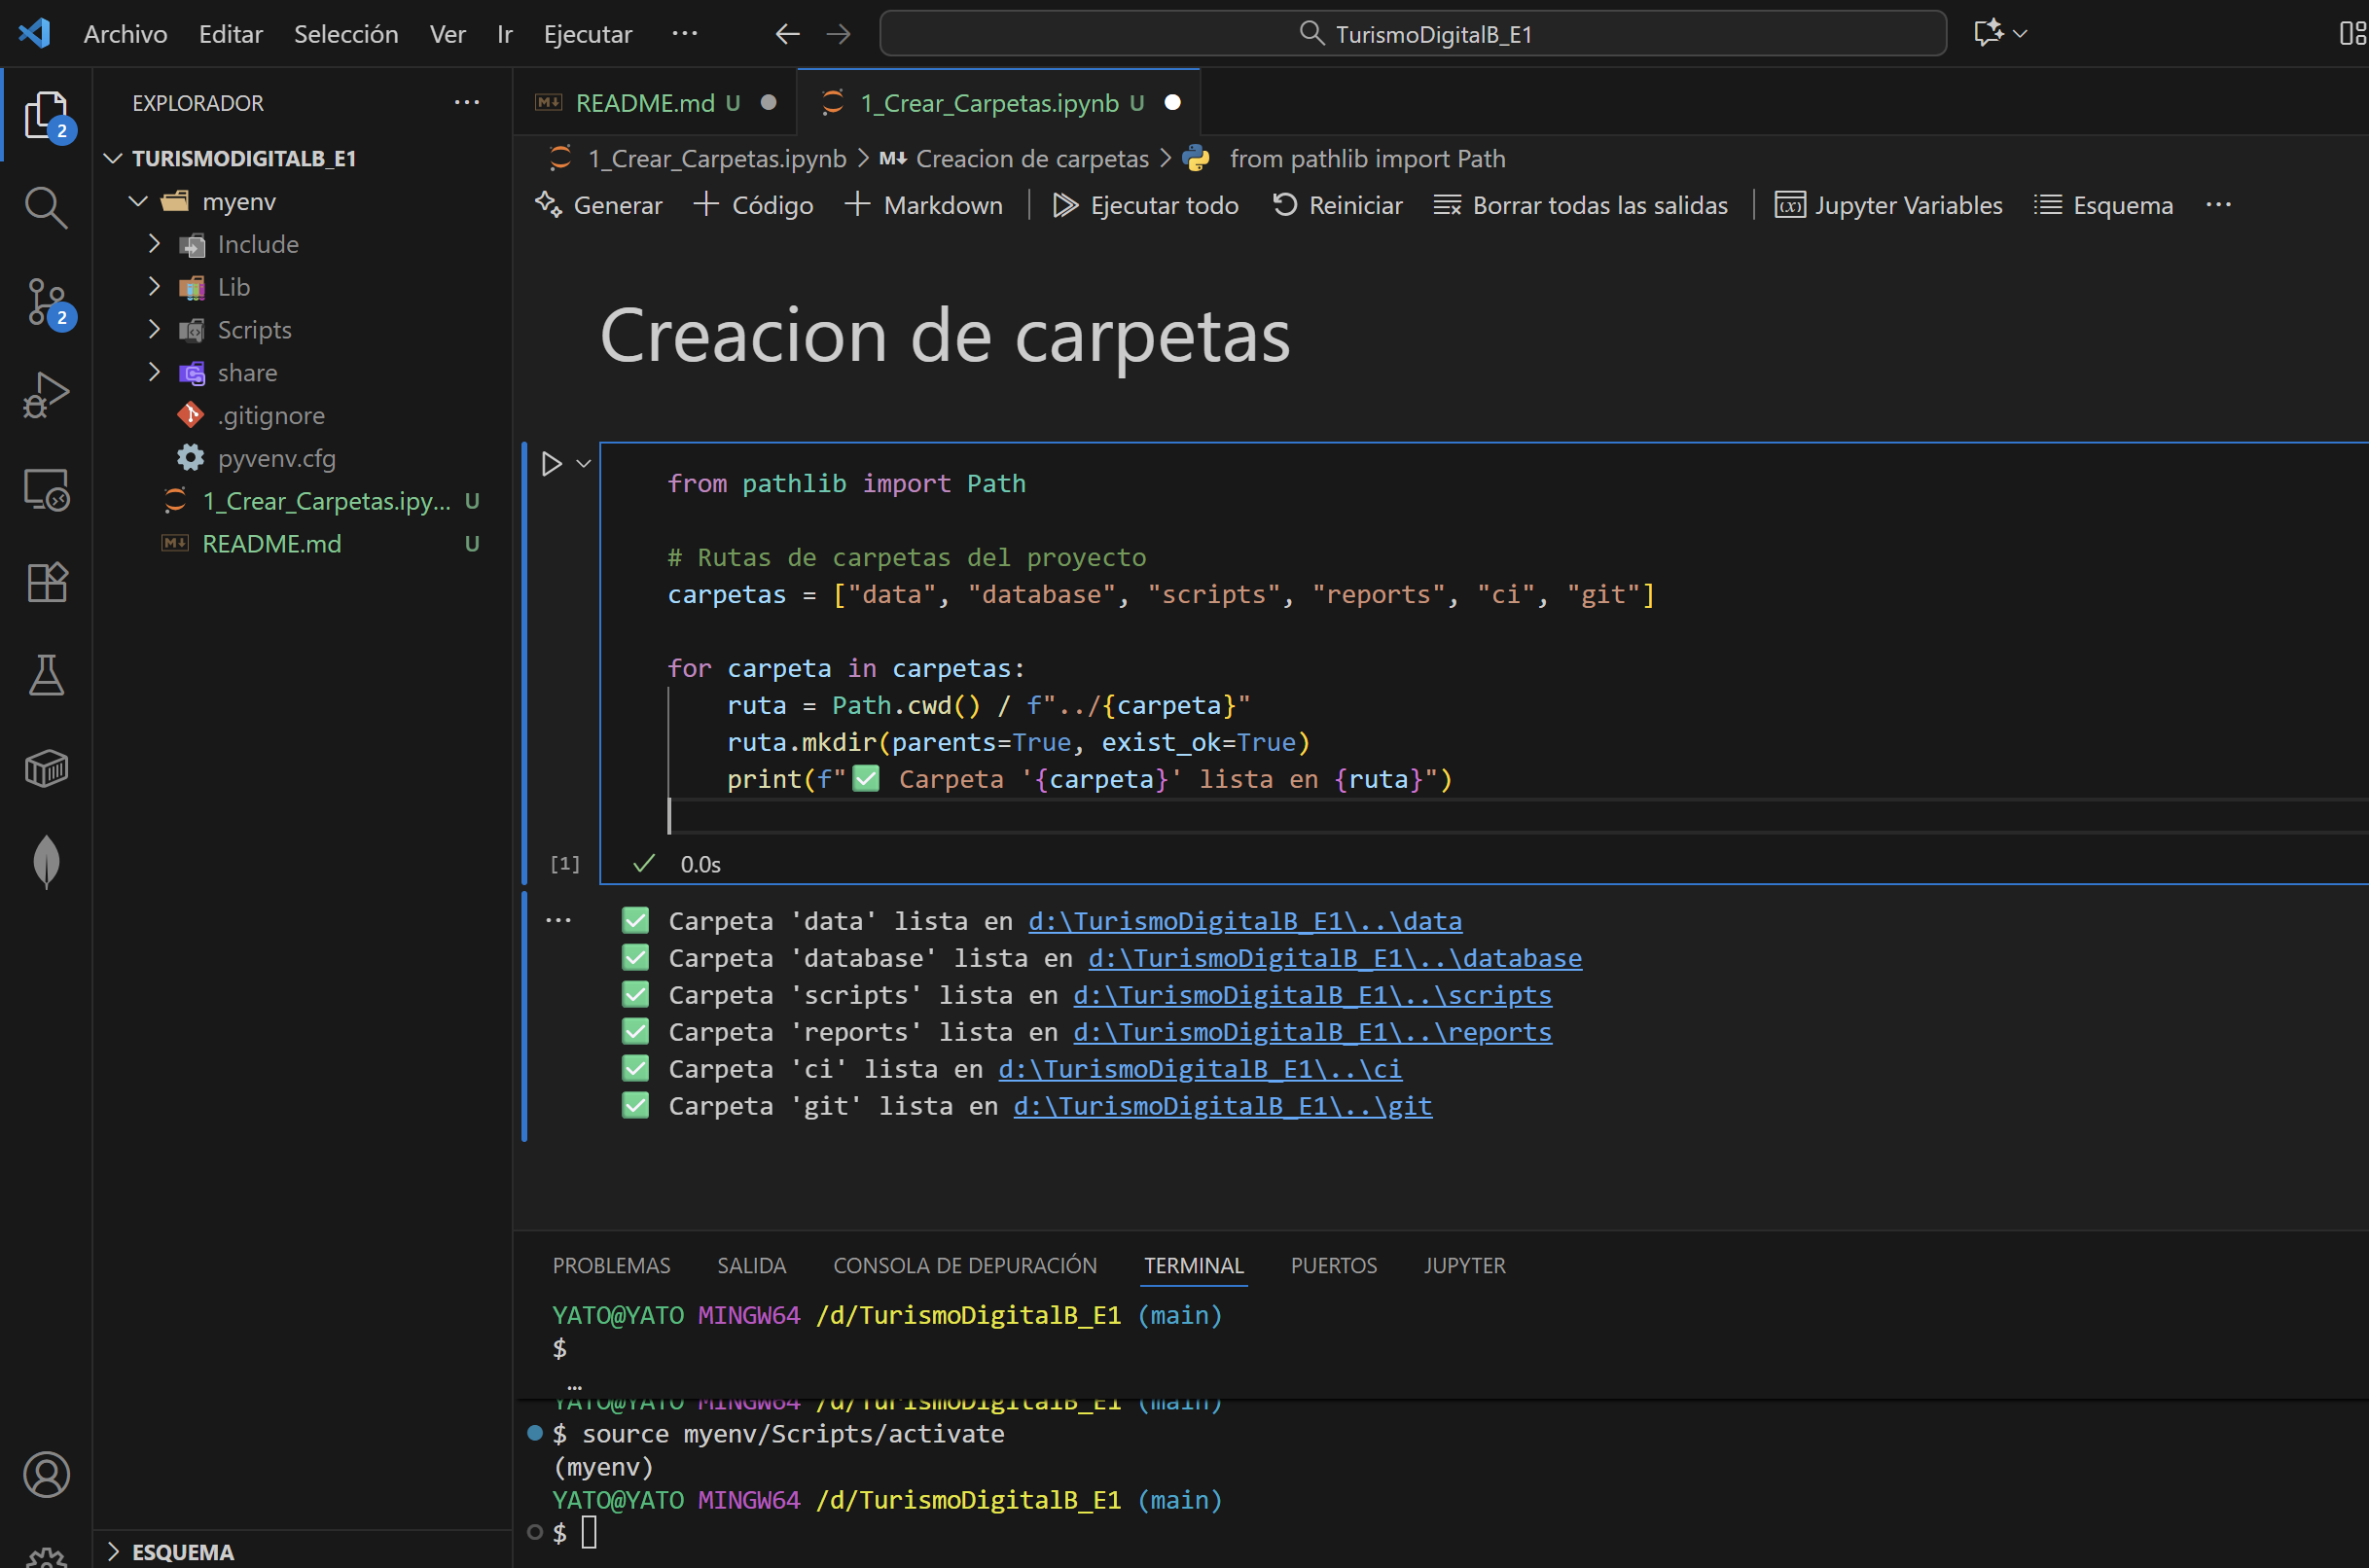 Archivo Editar Selección Ver Ir Ejecutar ··· TurismoDigitalB_E1
EXPLORADOR ···
2
TURISMODIGITALB_E1
myenv
Include
Lib
2
Scripts
share
.gitignore
pyvenv.cfg
1_Crear_Carpetas.ipy... U
README.md U
ESQUEMA
README.md U
1_Crear_Carpetas.ipynb U
1_Crear_Carpetas.ipynb > M↓ Creacion de carpetas > from pathlib import Path
Generar + Código + Markdown | Ejecutar todo Reiniciar Borrar todas las salidas | Jupyter Variables Esquema ···
Creacion de carpetas
from pathlib import Path
# Rutas de carpetas del proyecto
carpetas = ["data", "database", "scripts", "reports", "ci", "git"]
for carpeta in carpetas:
ruta = Path.cwd() / f"../{carpeta}"
ruta.mkdir(parents=True, exist_ok=True)
print(f"✅ Carpeta '{carpeta}' lista en {ruta}")
[1] ✓ 0.0s
···
✅ Carpeta 'data' lista en d:\TurismoDigitalB_E1\..\data
✅ Carpeta 'database' lista en d:\TurismoDigitalB_E1\..\database
✅ Carpeta 'scripts' lista en d:\TurismoDigitalB_E1\..\scripts
✅ Carpeta 'reports' lista en d:\TurismoDigitalB_E1\..\reports
✅ Carpeta 'ci' lista en d:\TurismoDigitalB_E1\..\ci
✅ Carpeta 'git' lista en d:\TurismoDigitalB_E1\..\git
PROBLEMAS SALIDA CONSOLA DE DEPURACIÓN TERMINAL PUERTOS JUPYTER
YATO@YATO MINGW64 /d/TurismoDigitalB_E1 (main)
$
…
YATO@YATO MINGW64 /d/TurismoDigitalB_E1 (main)
$ source myenv/Scripts/activate
(myenv)
YATO@YATO MINGW64 /d/TurismoDigitalB_E1 (main)
$